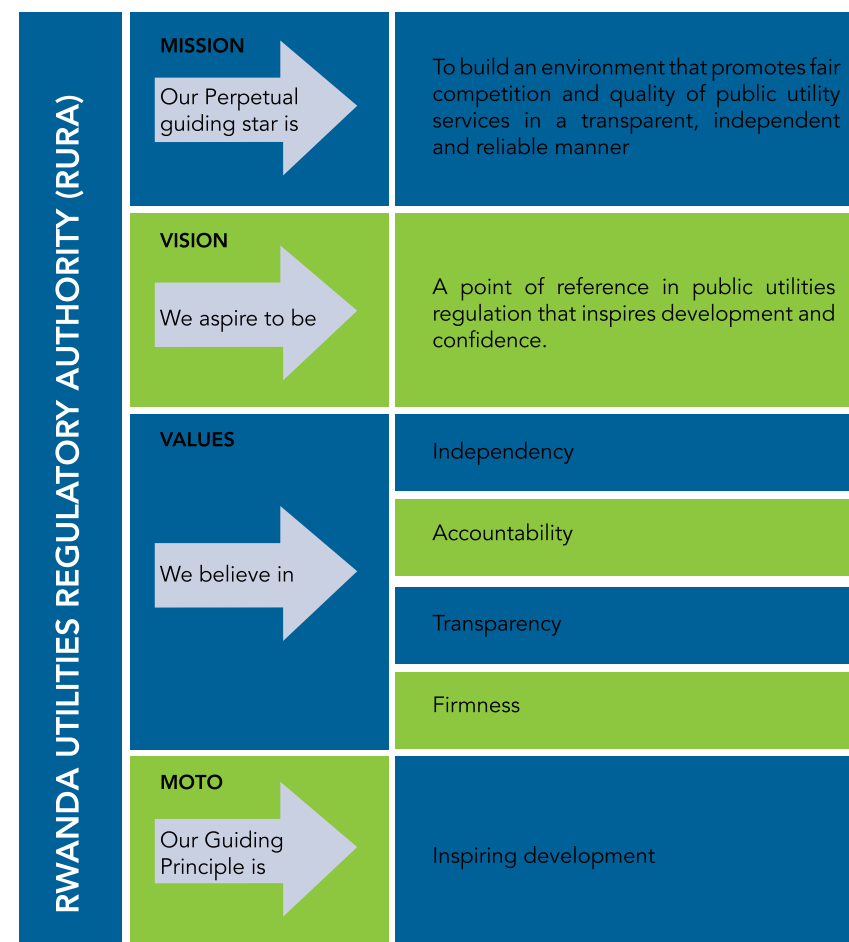 RWANDA UTILITIES REGULATORY AUTHORITY (RURA)
MISSION
Our Perpetual
guiding star is
To build an environment that promotes fair
competition and quality of public utility
services in a transparent, independent
and reliable manner
VISION
We aspire to be
A point of reference in public utilities
regulation that inspires development and
confidence.
VALUES
We believe in
Independency
Accountability
Transparency
Firmness
MOTO
Our Guiding
Principle is
Inspiring development